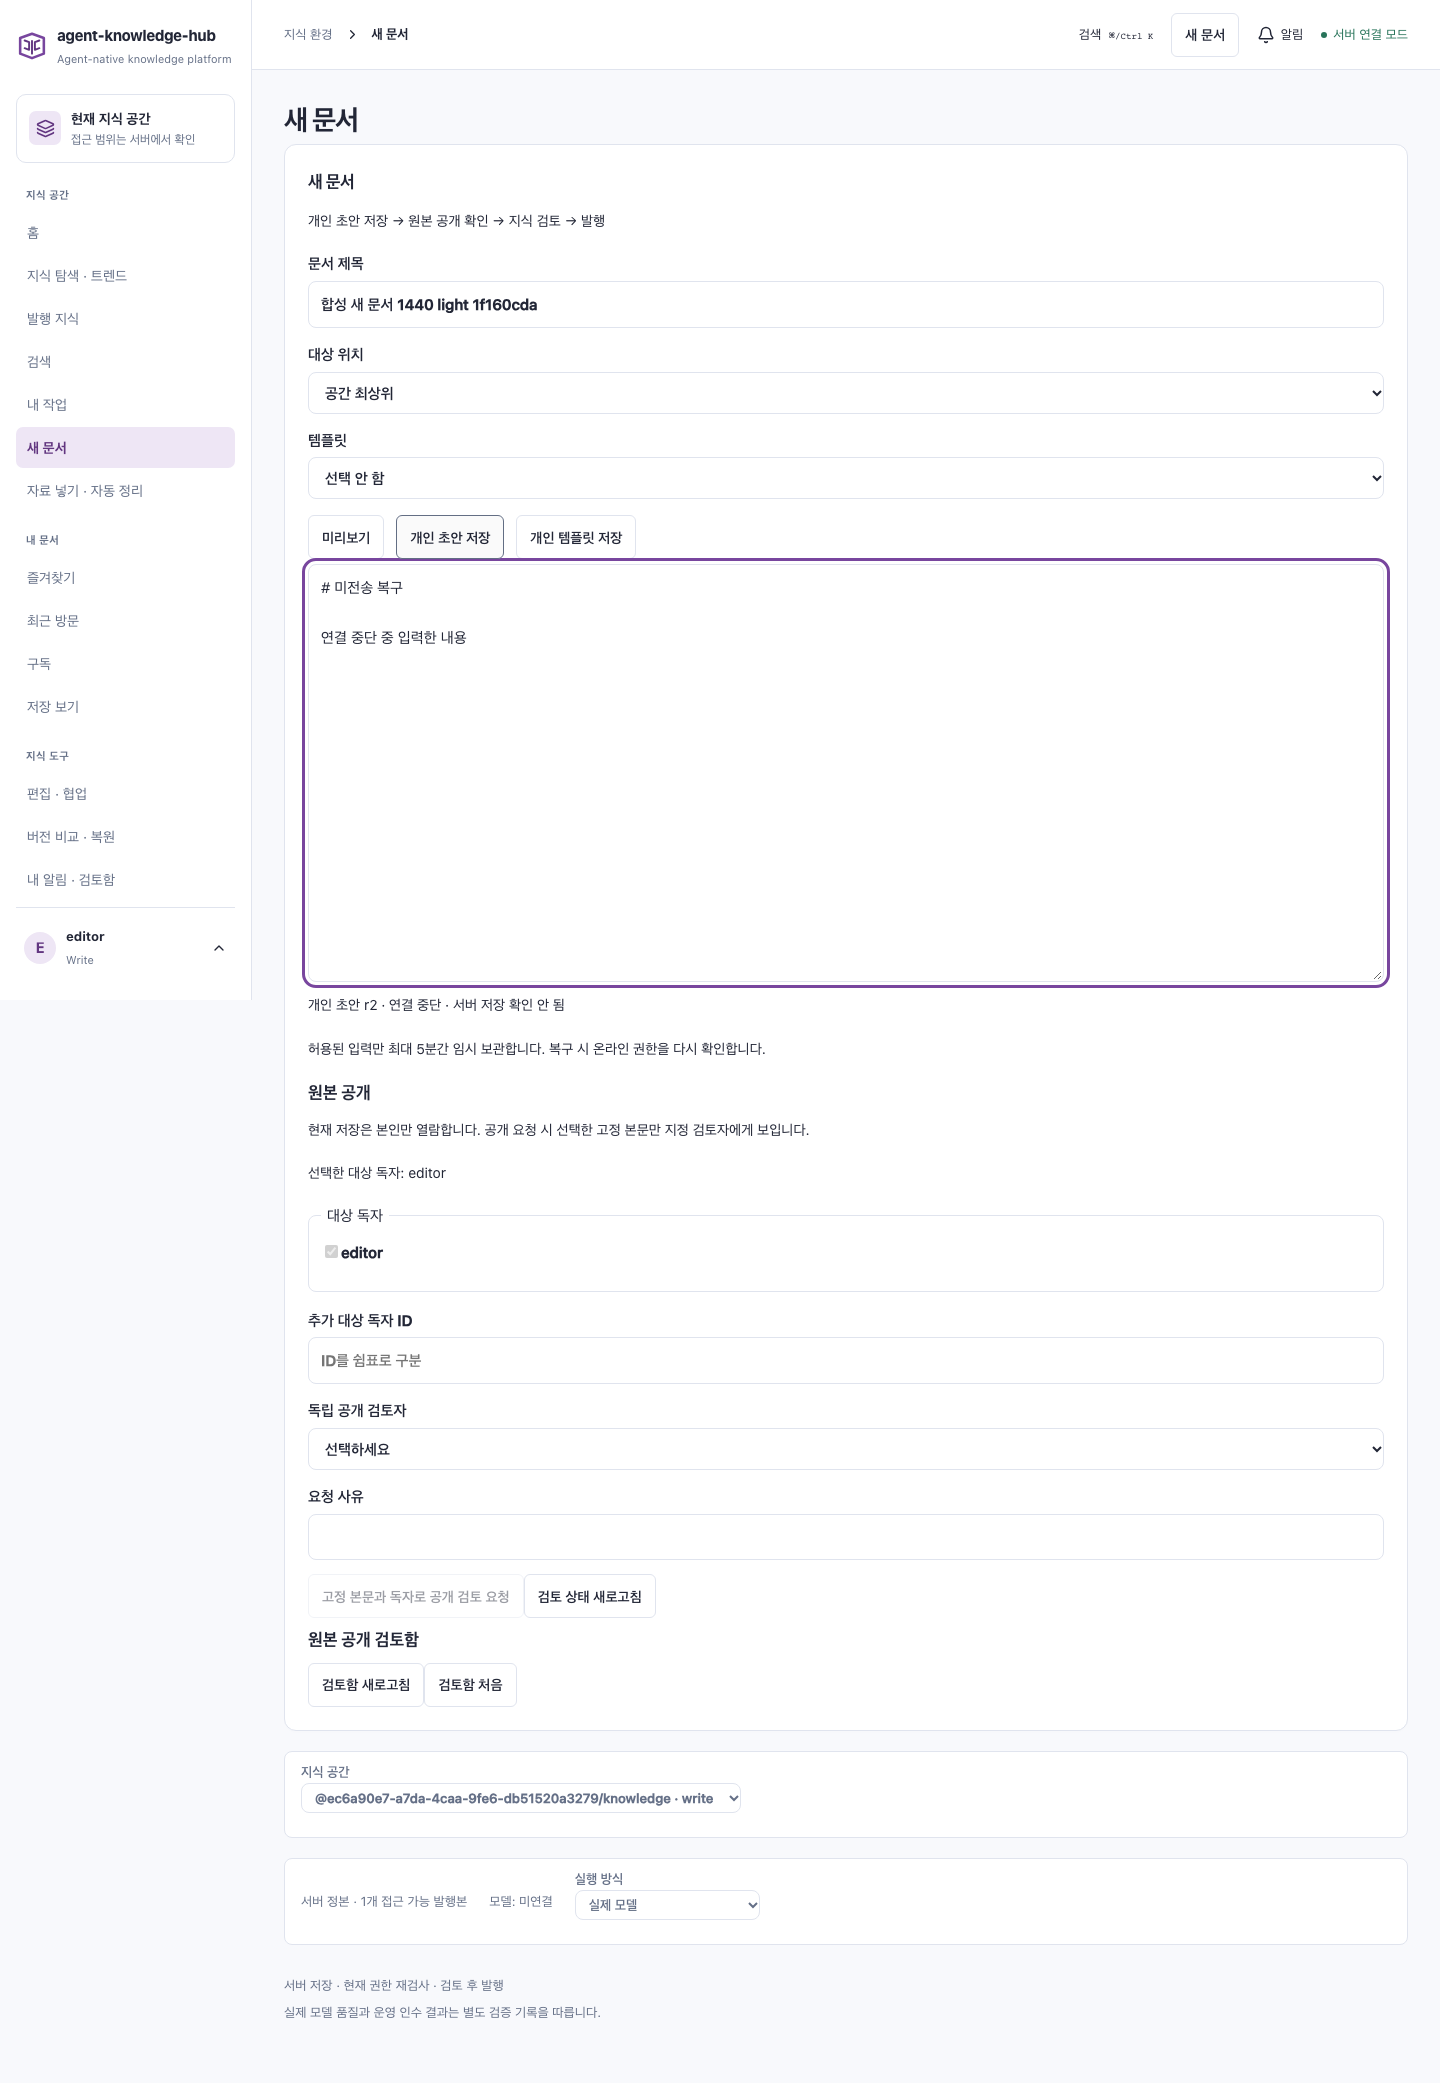 agent-knowledge-hub
Agent-native knowledge platform
현재 지식 공간
접근 범위는 서버에서 확인
지식 공간
홈
지식 탐색 · 트렌드
발행 지식
검색
내 작업
새 문서
자료 넣기 · 자동 정리
내 문서
즐겨찾기
최근 방문
구독
저장 보기
지식 도구
편집 · 협업
버전 비교 · 복원
내 알림 · 검토함
E
editor
Write
지식 환경 > 새 문서
검색 ⌘/Ctrl K
새 문서
알림
서버 연결 모드
새 문서
새 문서
개인 초안 저장 → 원본 공개 확인 → 지식 검토 → 발행
문서 제목
합성 새 문서 1440 light 1f160cda
대상 위치
공간 최상위
템플릿
선택 안 함
미리보기 개인 초안 저장 개인 템플릿 저장
# 미전송 복구
연결 중단 중 입력한 내용
개인 초안 r2 · 연결 중단 · 서버 저장 확인 안 됨
허용된 입력만 최대 5분간 임시 보관합니다. 복구 시 온라인 권한을 다시 확인합니다.
원본 공개
현재 저장은 본인만 열람합니다. 공개 요청 시 선택한 고정 본문만 지정 검토자에게 보입니다.
선택한 대상 독자: editor
대상 독자
editor
추가 대상 독자 ID
ID를 쉼표로 구분
독립 공개 검토자
선택하세요
요청 사유
고정 본문과 독자로 공개 검토 요청 검토 상태 새로고침
원본 공개 검토함
검토함 새로고침 검토함 처음
지식 공간
@ec6a90e7-a7da-4caa-9fe6-db51520a3279/knowledge · write
실행 방식
서버 정본 · 1개 접근 가능 발행본 모델: 미연결 실제 모델
서버 저장 · 현재 권한 재검사 · 검토 후 발행
실제 모델 품질과 운영 인수 결과는 별도 검증 기록을 따릅니다.